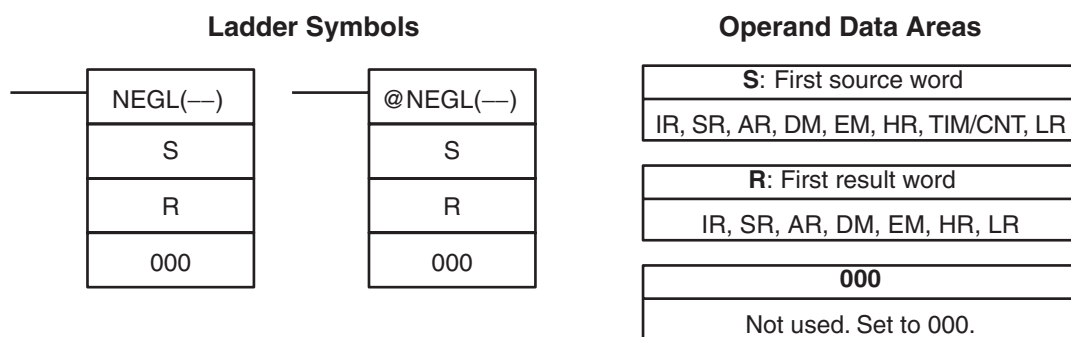 Ladder Symbols
NEGL(––)
S
R
000
@NEGL(––)
S
R
000
Operand Data Areas
S: First source word
IR, SR, AR, DM, EM, HR, TIM/CNT, LR
R: First result word
IR, SR, AR, DM, EM, HR, LR
000
Not used. Set to 000.